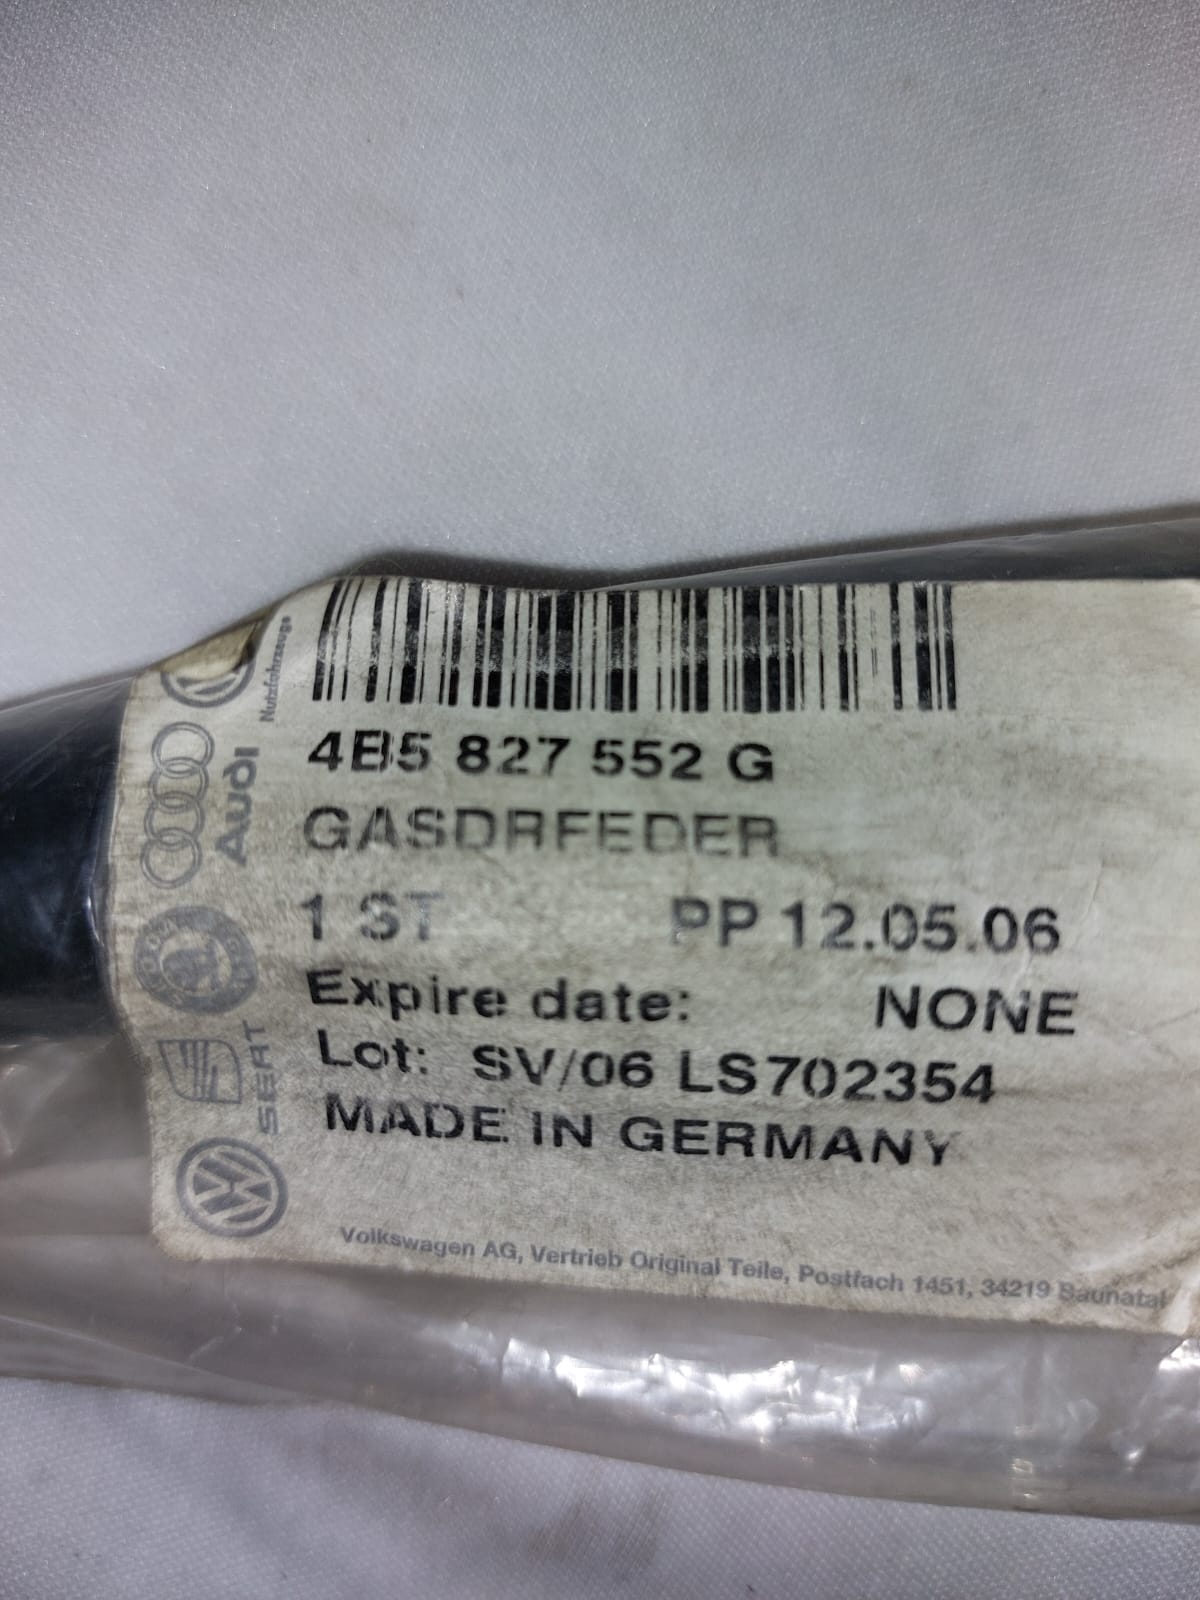 4B5 827 552 G
GASDRFEDER
1 ST PP 12.05.06
Expire date: NONE
Lot: SV/06 LS702354
MADE IN GERMANY
Volkswagen AG, Vertrieb Original Teile, Postfach 1451, 34219 Baunatal
Nutzfahrzeuge
Audi
SEAT